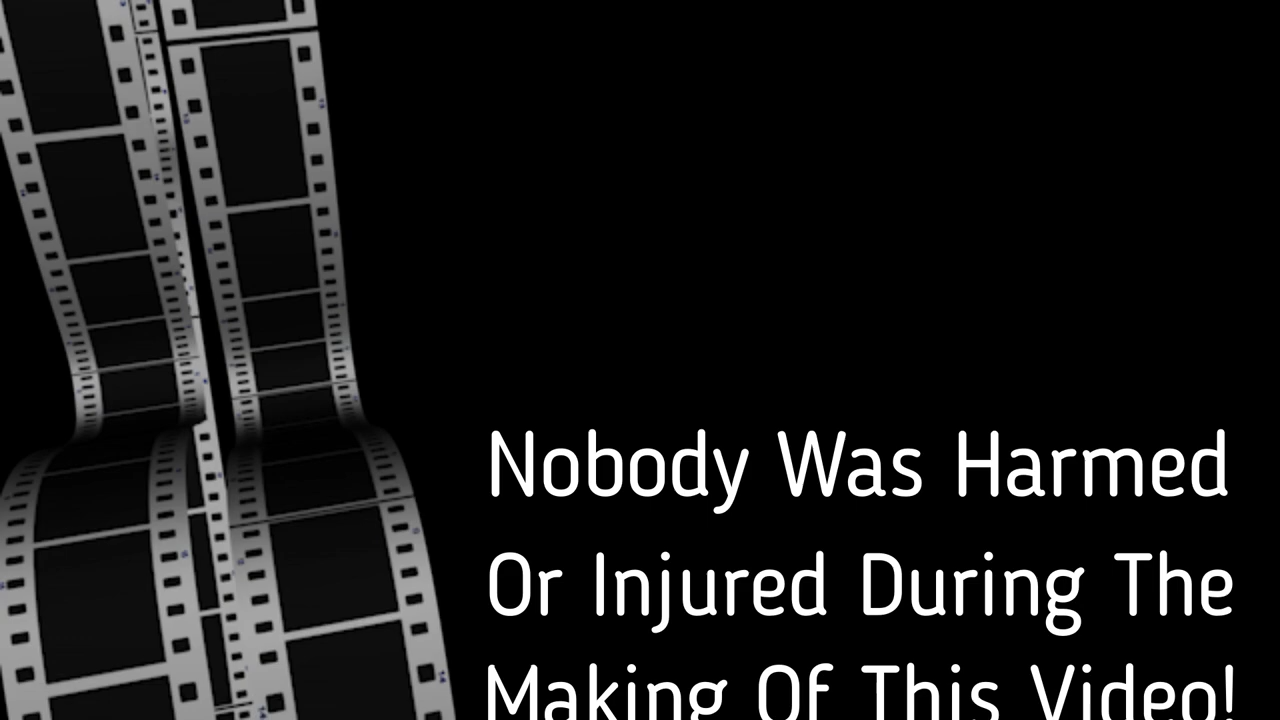 Nobody Was Harmed
Or Injured During The
Making Of This Video!